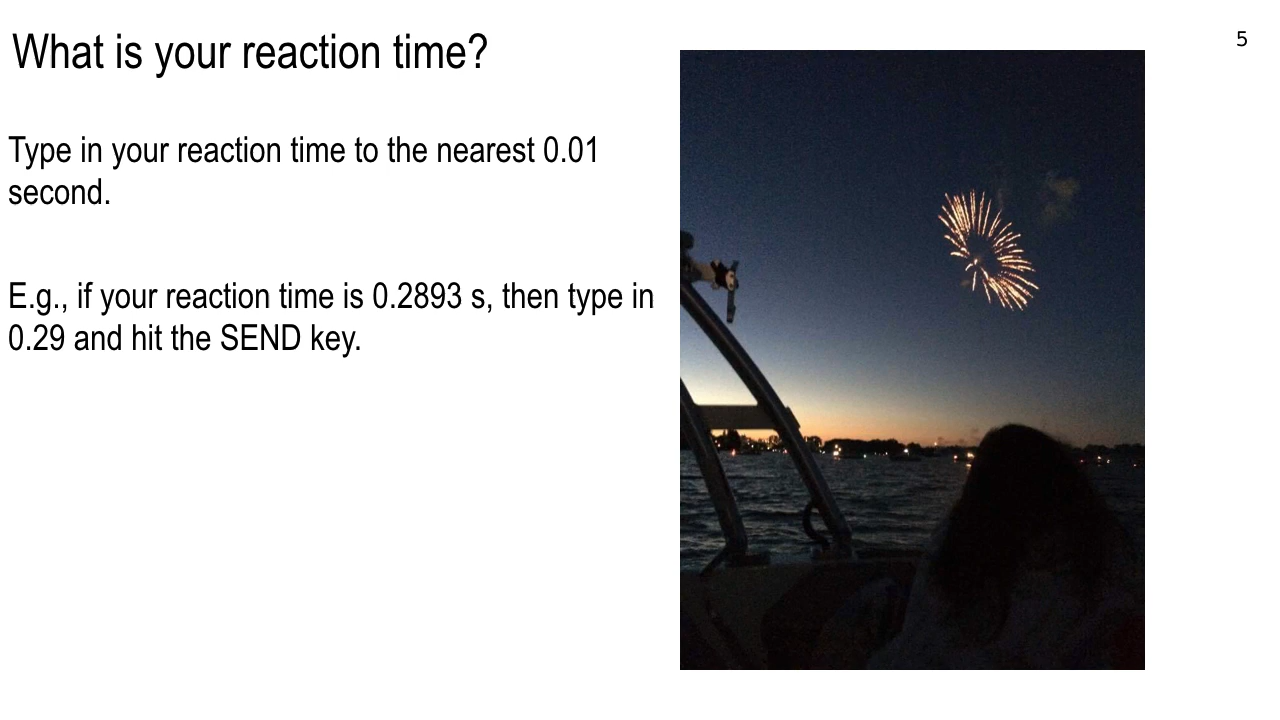 What is your reaction time?
5
Type in your reaction time to the nearest 0.01
second.
E.g., if your reaction time is 0.2893 s, then type in
0.29 and hit the SEND key.